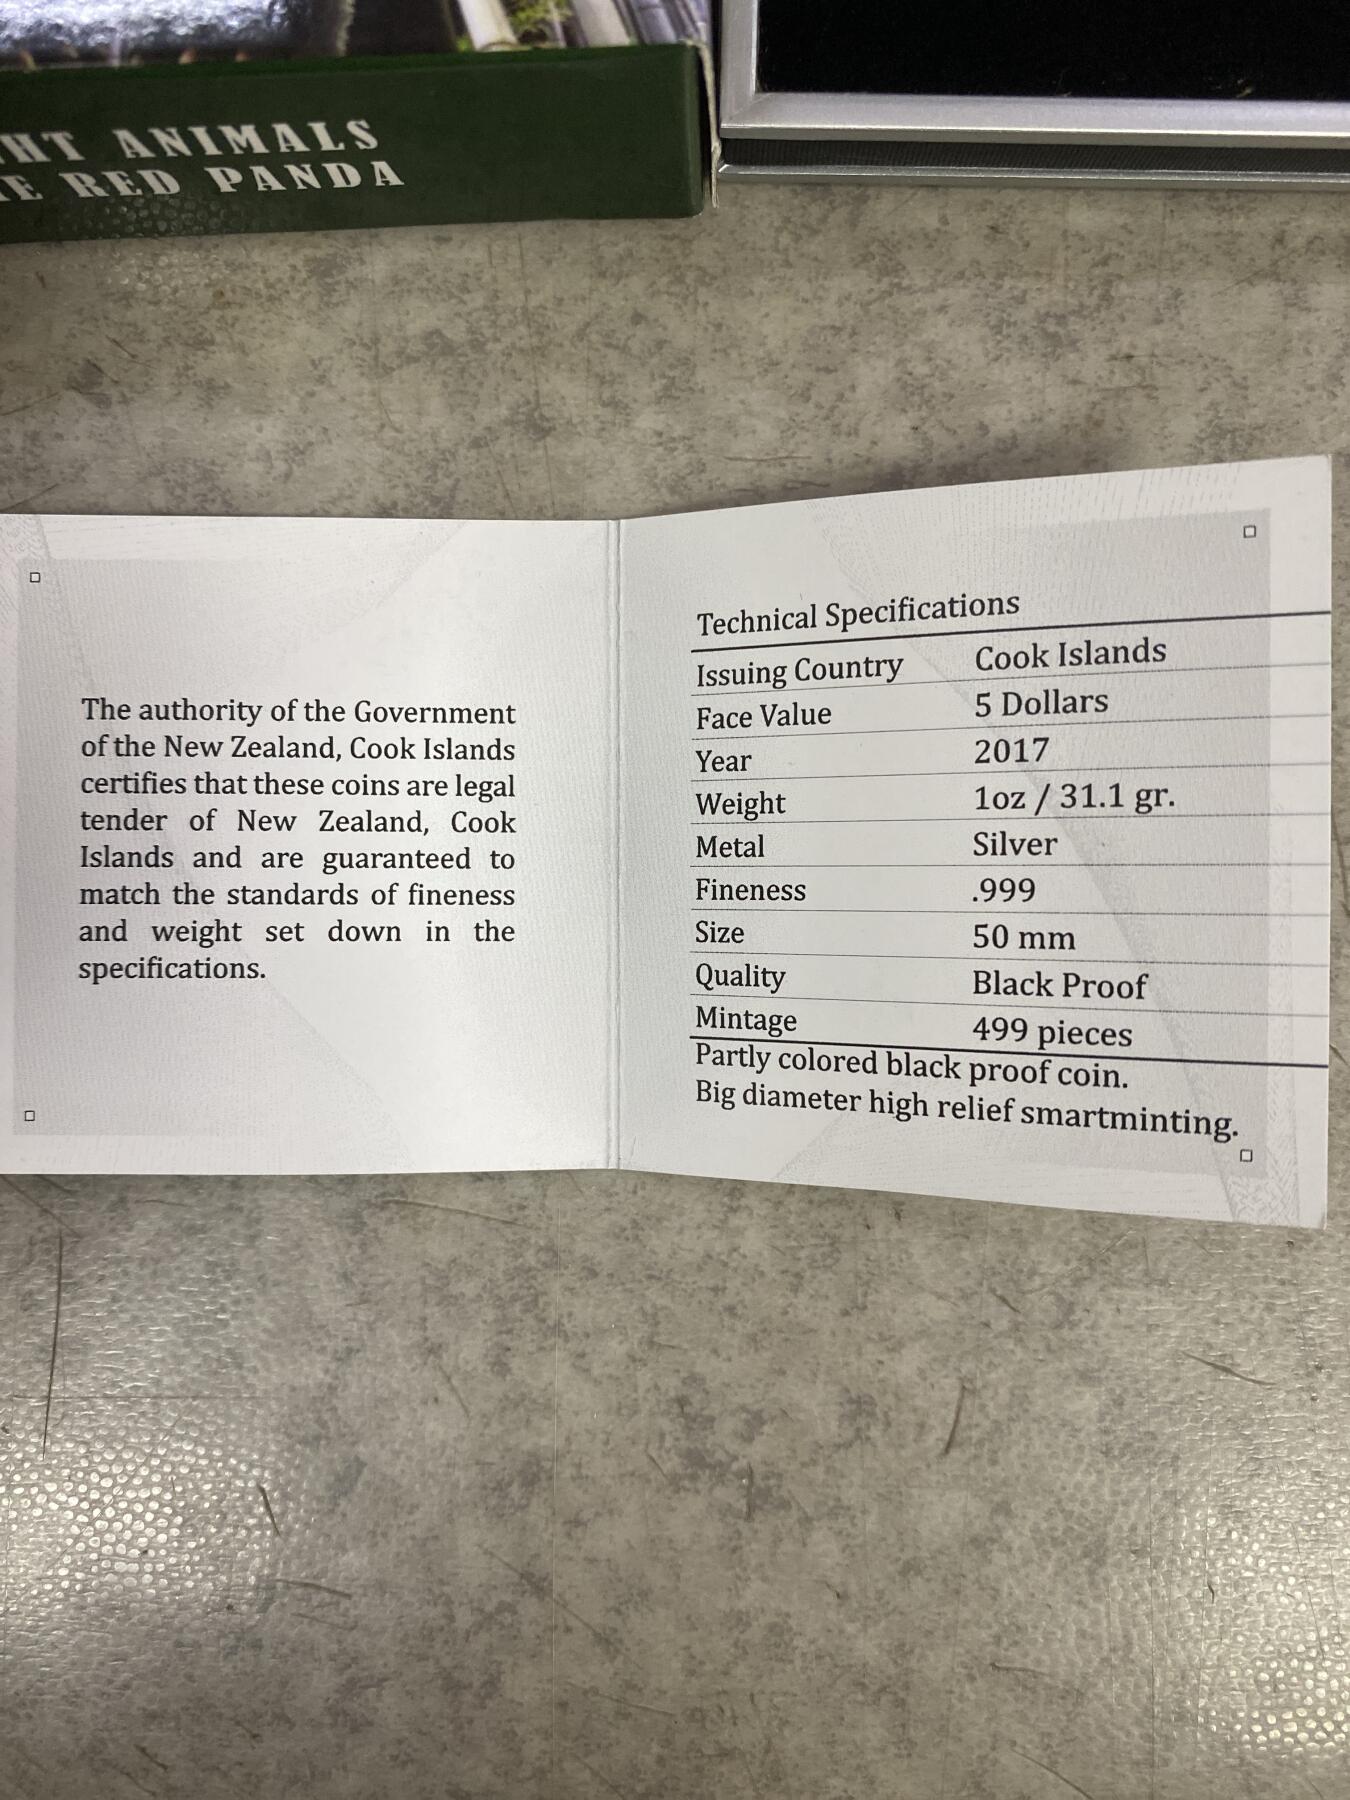 ANIMALS
RED PANDA
The authority of the Government
of the New Zealand, Cook Islands
certifies that these coins are legal
tender of New Zealand, Cook
Islands and are guaranteed to
match the standards of fineness
and weight set down in the
specifications.
Technical Specifications
Issuing Country Cook Islands
Face Value 5 Dollars
Year 2017
Weight 1oz / 31.1 gr.
Metal Silver
Fineness .999
Size 50 mm
Quality Black Proof
Mintage 499 pieces
Partly colored black proof coin.
Big diameter high relief smartminting.